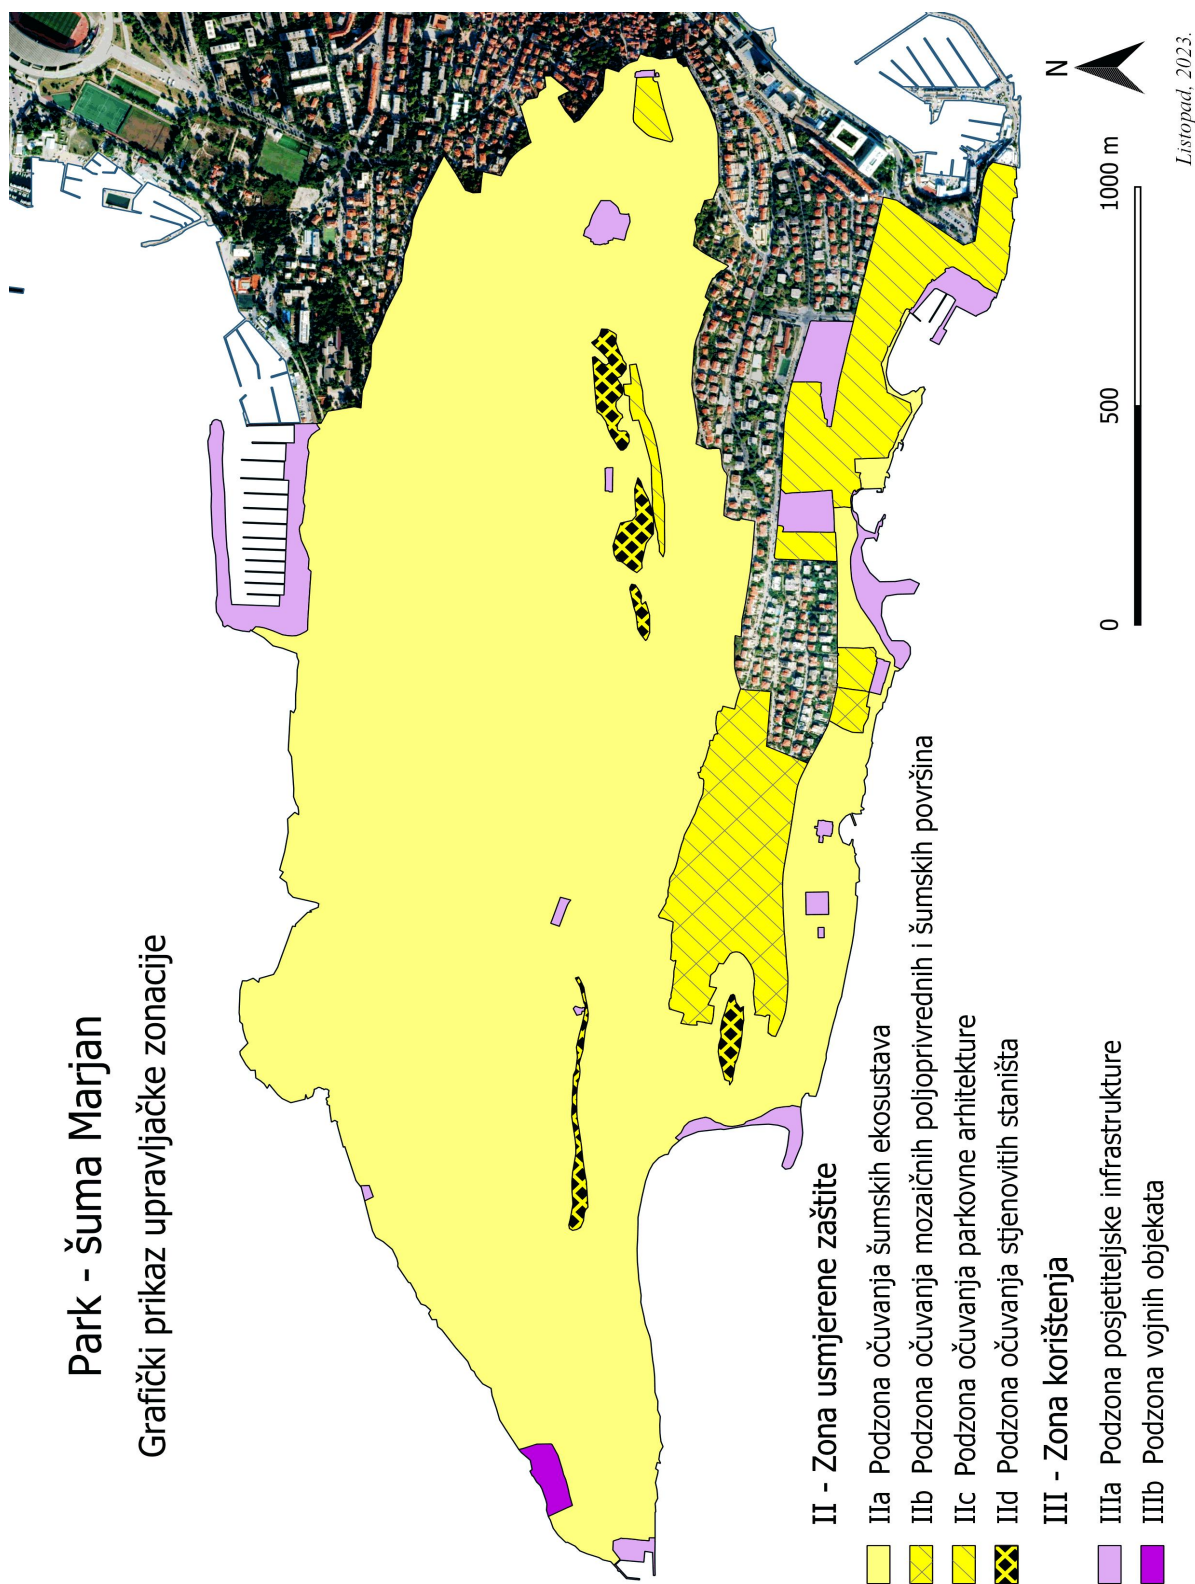 Park - šuma Marjan
Grafički prikaz upravljačke zonacije
II - Zona usmjerene zaštite
IIa Podzona očuvanja šumskih ekosustava
IIb Podzona očuvanja mozaičnih poljoprivrednih i šumskih površina
IIc Podzona očuvanja parkovne arhitekture
IId Podzona očuvanja stjenovitih staništa
III - Zona korištenja
IIIa Podzona posjetiteljske infrastrukture
IIIb Podzona vojnih objekata
N
0 500 1000 m
Listopad, 2023.